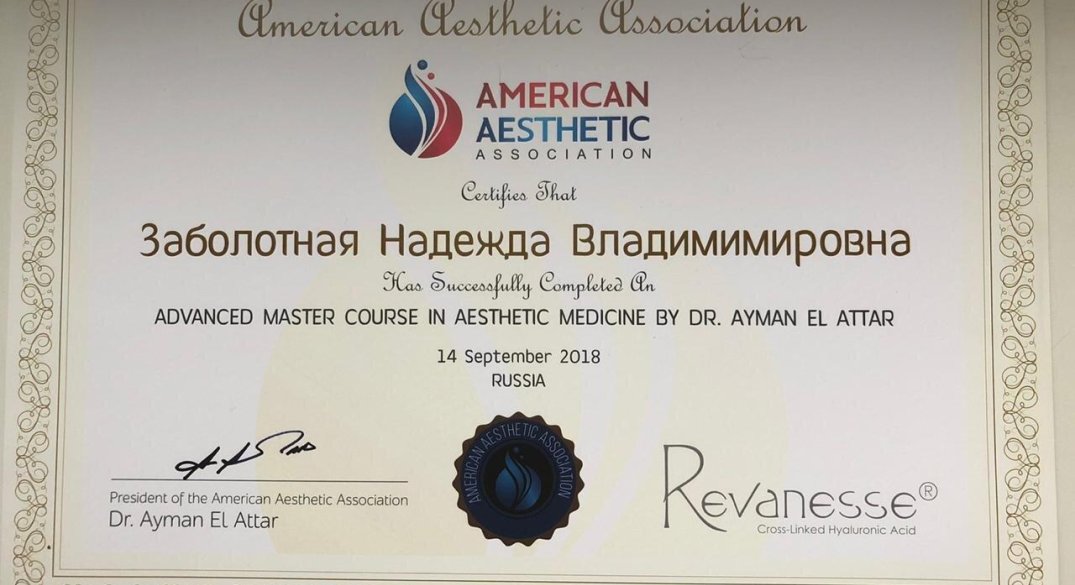 American Aesthetic Association
AMERICAN
AESTHETIC
ASSOCIATION
Certifies That
Заболотная Надежда Владимимировна
Has Successfully Completed An
ADVANCED MASTER COURSE IN AESTHETIC MEDICINE BY DR. AYMAN EL ATTAR
14 September 2018
RUSSIA
AMERICAN AESTHETIC ASSOCIATION
President of the American Aesthetic Association
Dr. Ayman El Attar
Revanesse®
Cross-Linked Hyaluronic Acid